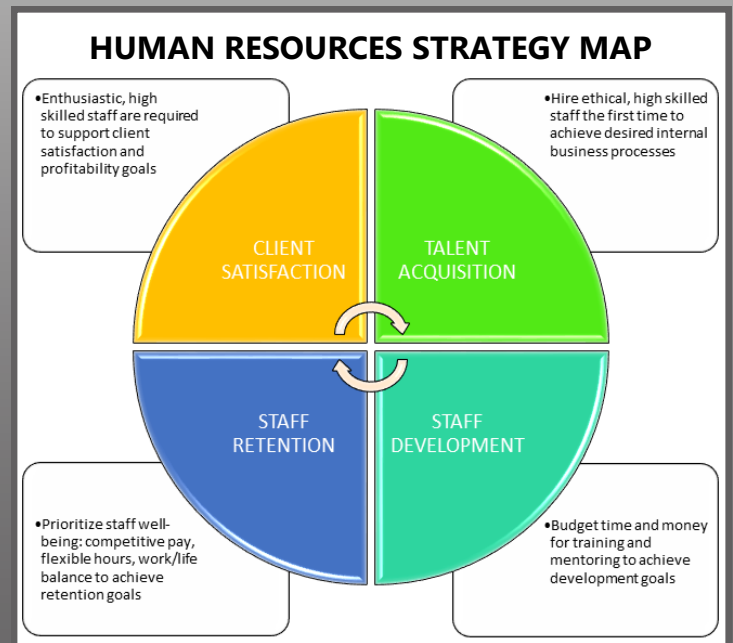 HUMAN RESOURCES STRATEGY MAP
•Enthusiastic, high
skilled staff are required
to support client
satisfaction and
profitability goals
•Hire ethical, high skilled
staff the first time to
achieve desired internal
business processes
CLIENT
SATISFACTION
TALENT
ACQUISITION
STAFF
RETENTION
STAFF
DEVELOPMENT
•Prioritize staff well-
being: competitive pay,
flexible hours, work/life
balance to achieve
retention goals
•Budget time and money
for training and
mentoring to achieve
development goals